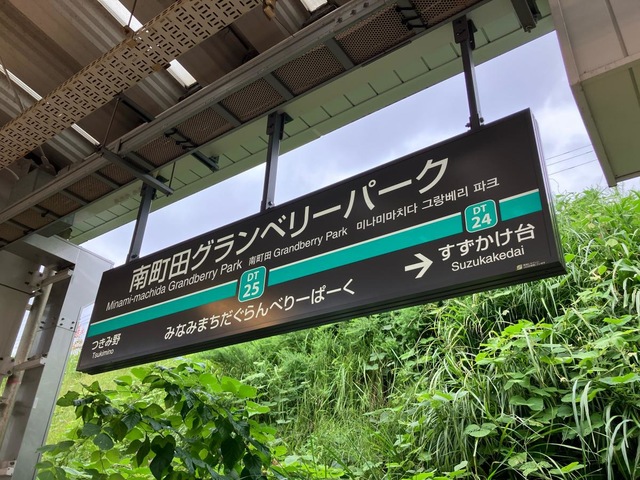 南町田グランベリーパーク
Minami-machida Grandberry Park 南町田 Grandberry Park 미나미마치다 그랑베리 파크
DT
25
DT
24
みなみまちだぐらんべりーぱーく
つきみ野
Tsukimino
→ すずかけ台
Suzukakedai